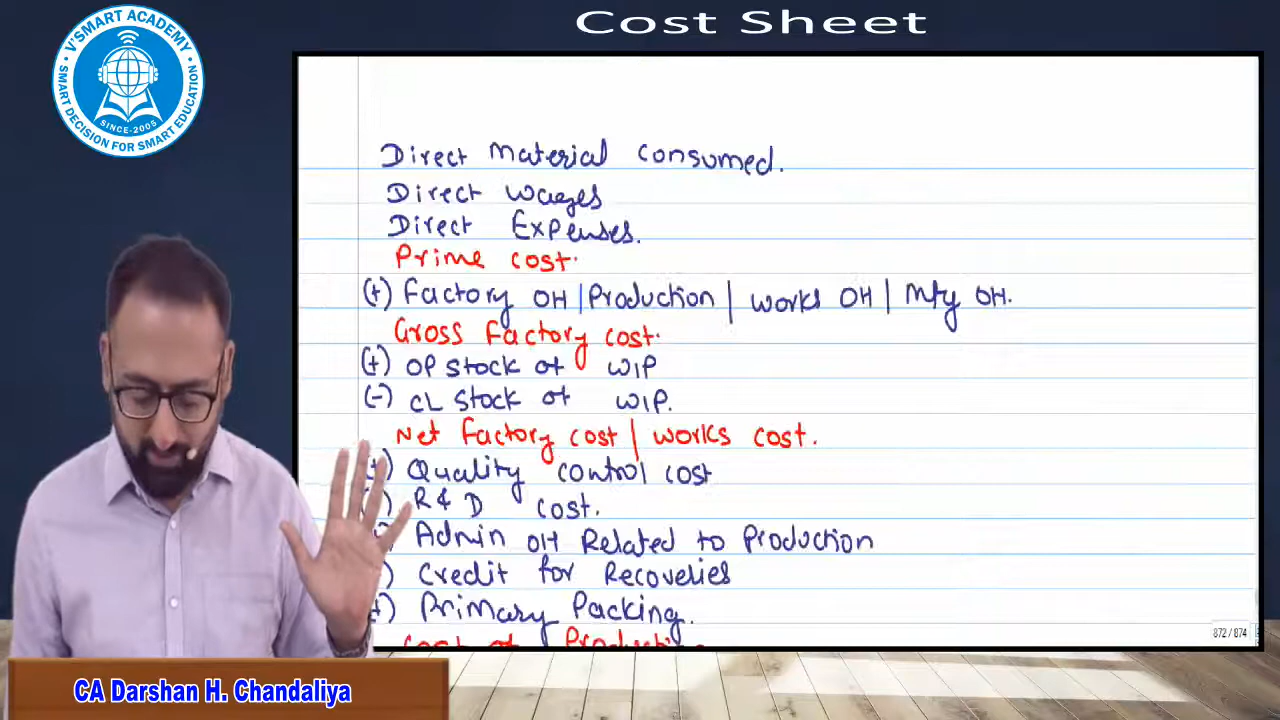 Cost Sheet
V'SMART ACADEMY
SINCE-2005
SMART DECISION FOR SMART EDUCATION
Direct Material Consumed.
Direct Wages
Direct Expenses.
Prime cost.
(+) Factory OH | Production | works OH | Mfg OH.
Gross Factory cost.
(+) OP Stock of WIP
(-) CL Stock of WIP.
Net Factory cost | works cost.
(+) Quality control cost
) R & D cost.
) Admin OH Related to Production
) Credit for Recoveries
(+) Primary Packing.
Cost of Production
872 / 874
CA Darshan H. Chandaliya